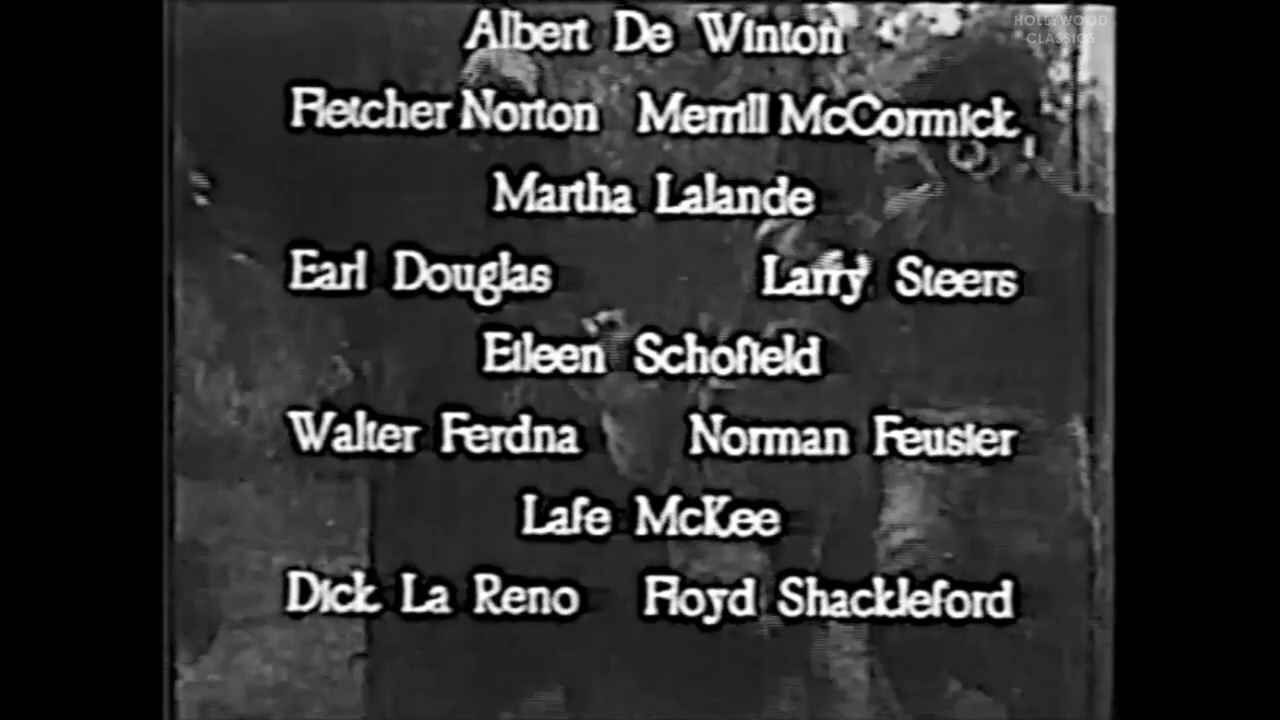 HOLLYWOOD
CLASSICS
Albert De Winton
Fletcher Norton Merrill McCormick
Martha Lalande
Earl Douglas Larry Steers
Eileen Schofield
Walter Ferdna Norman Feusier
Lafe McKee
Dick La Reno Floyd Shackleford